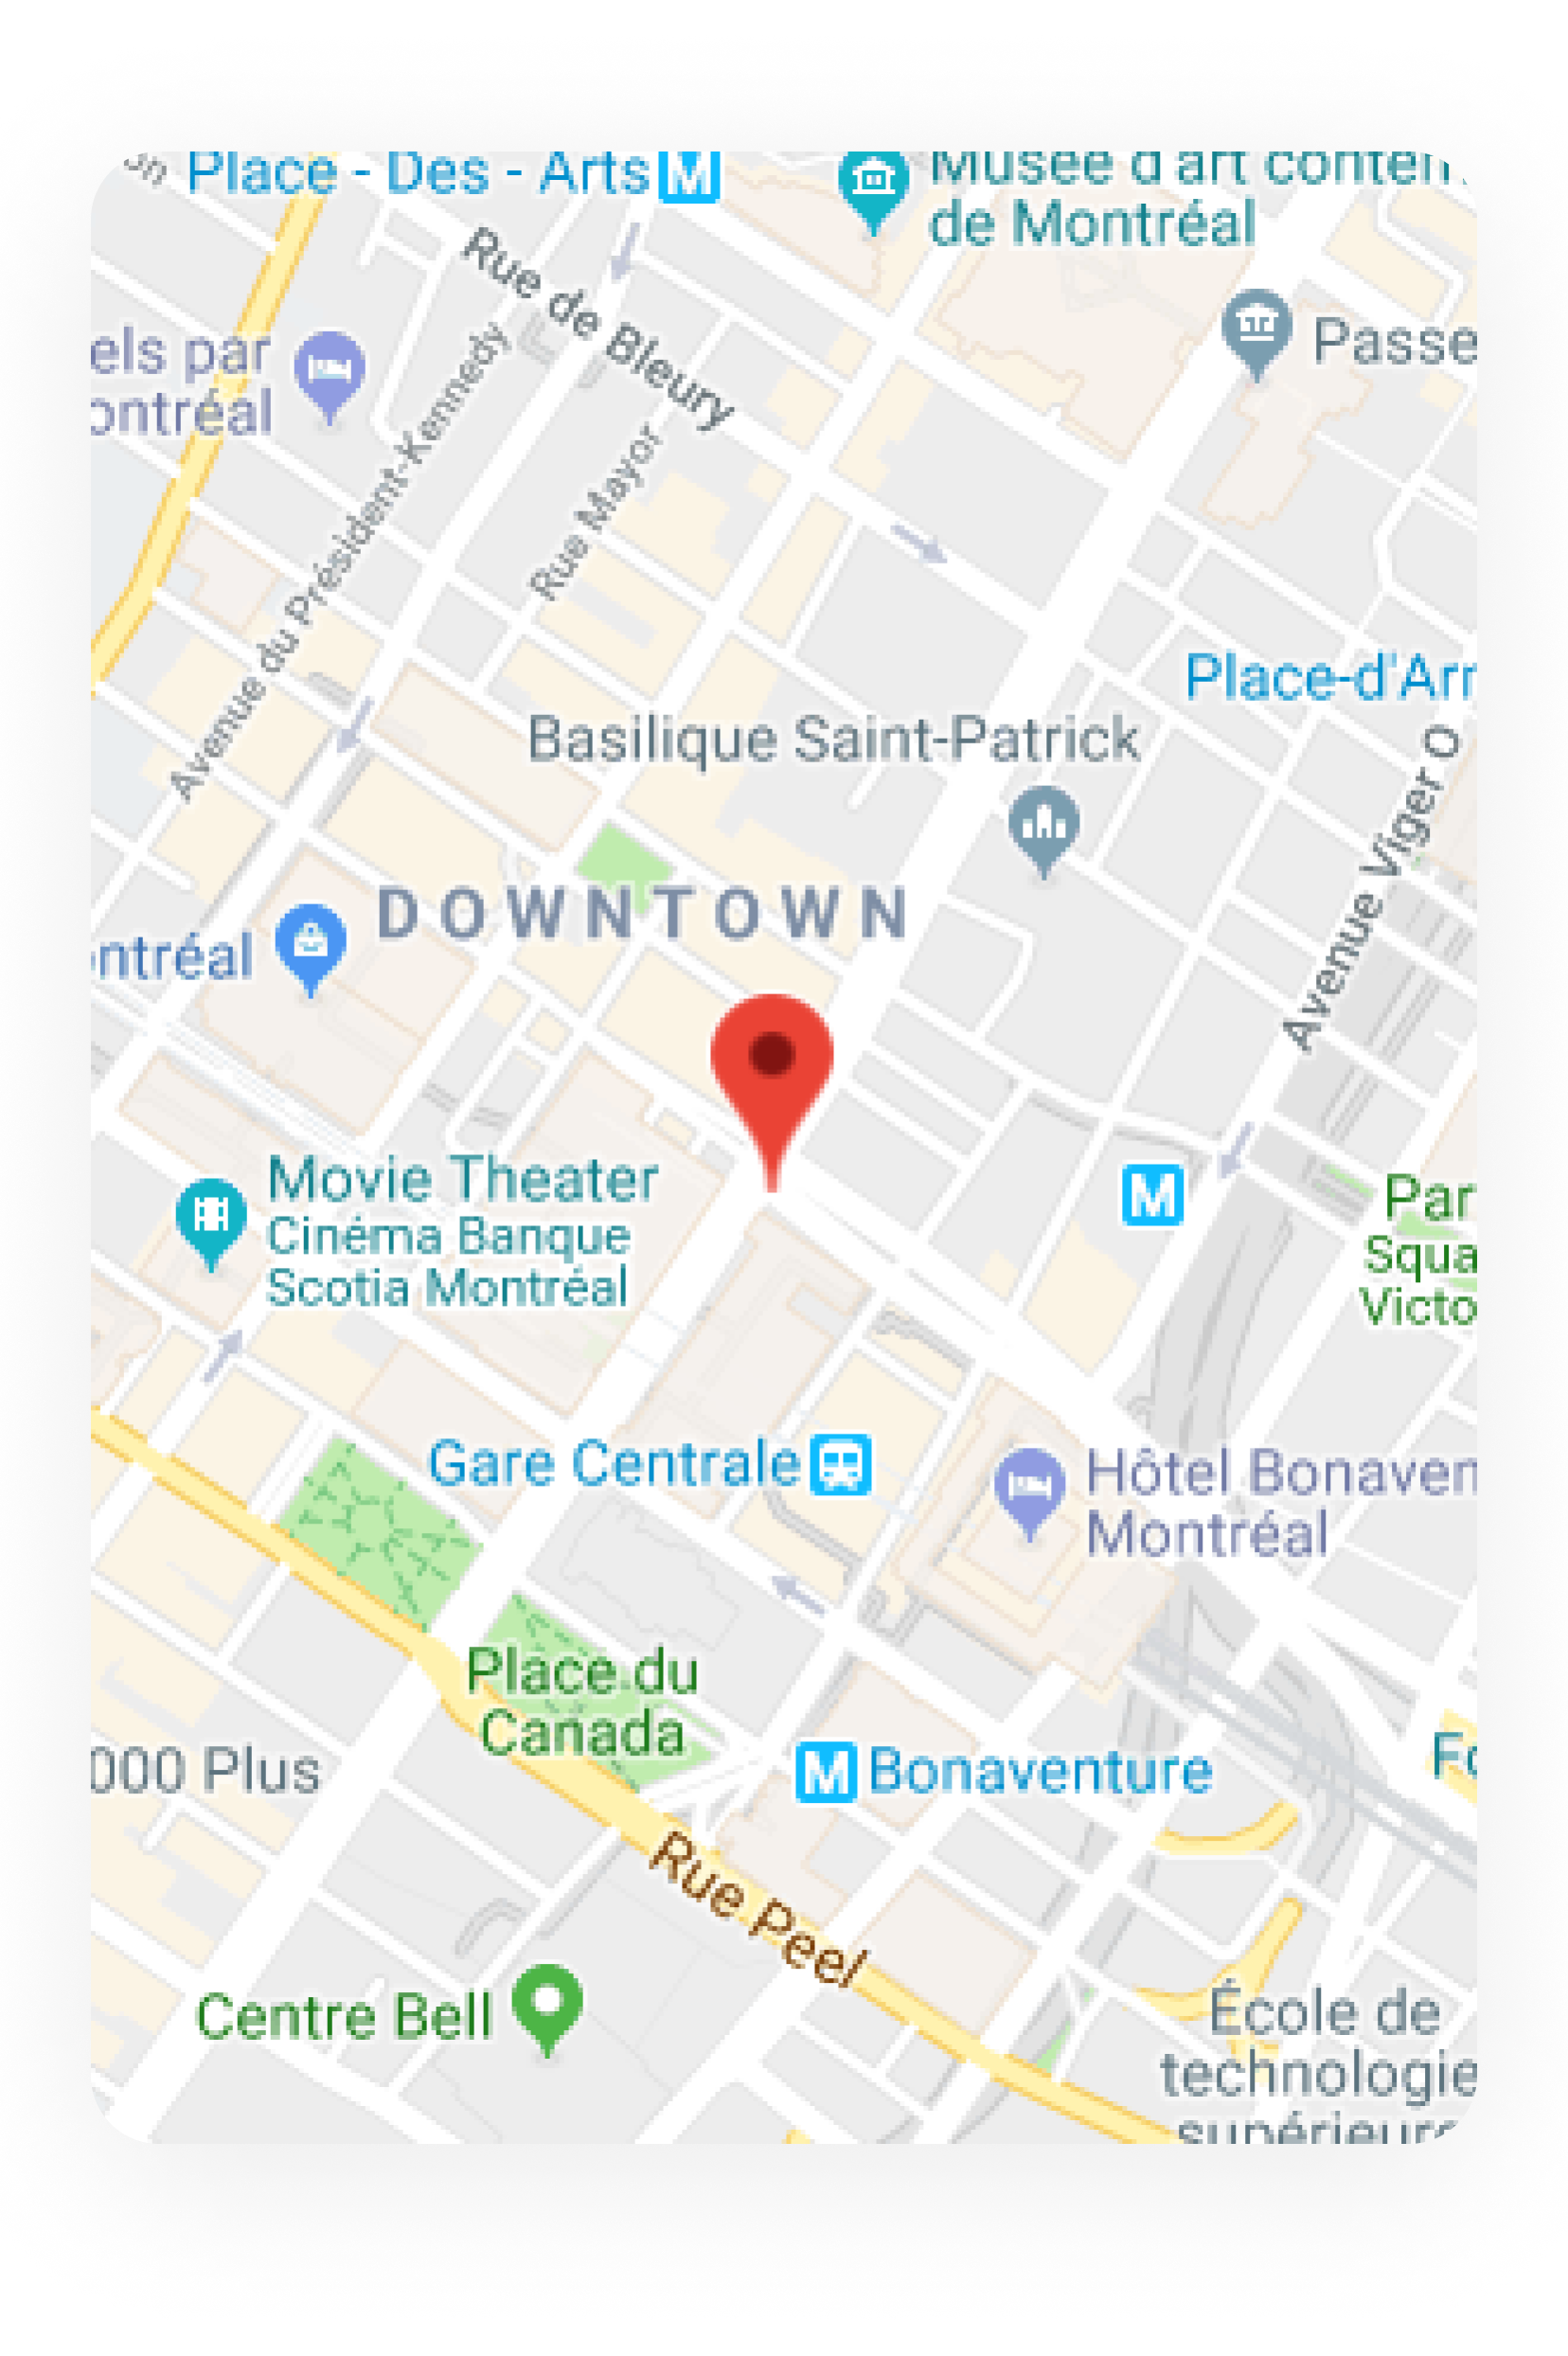 Place - Des - Arts
Musée d'art contem
de Montréal
Rue de Bleury
Passe
els par
ontréal
Avenue du Président-Kennedy
Rue Mayor
Place-d'Arr
Basilique Saint-Patrick
Avenue Viger O
DOWNTOWN
ntréal
Movie Theater
Cinéma Banque
Scotia Montréal
Par
Squa
Victo
Gare Centrale
Hôtel Bonaven
Montréal
Place du
Canada
000 Plus
Bonaventure
Fo
Rue Peel
Centre Bell
École de
technologie
supérieure